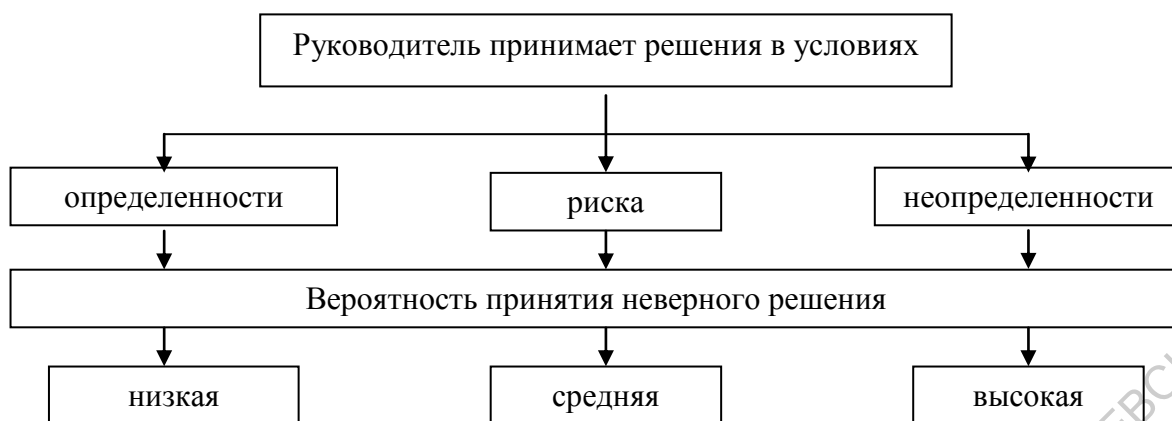 Руководитель принимает решения в условиях
определенности
риска
неопределенности
Вероятность принятия неверного решения
низкая
средняя
высокая